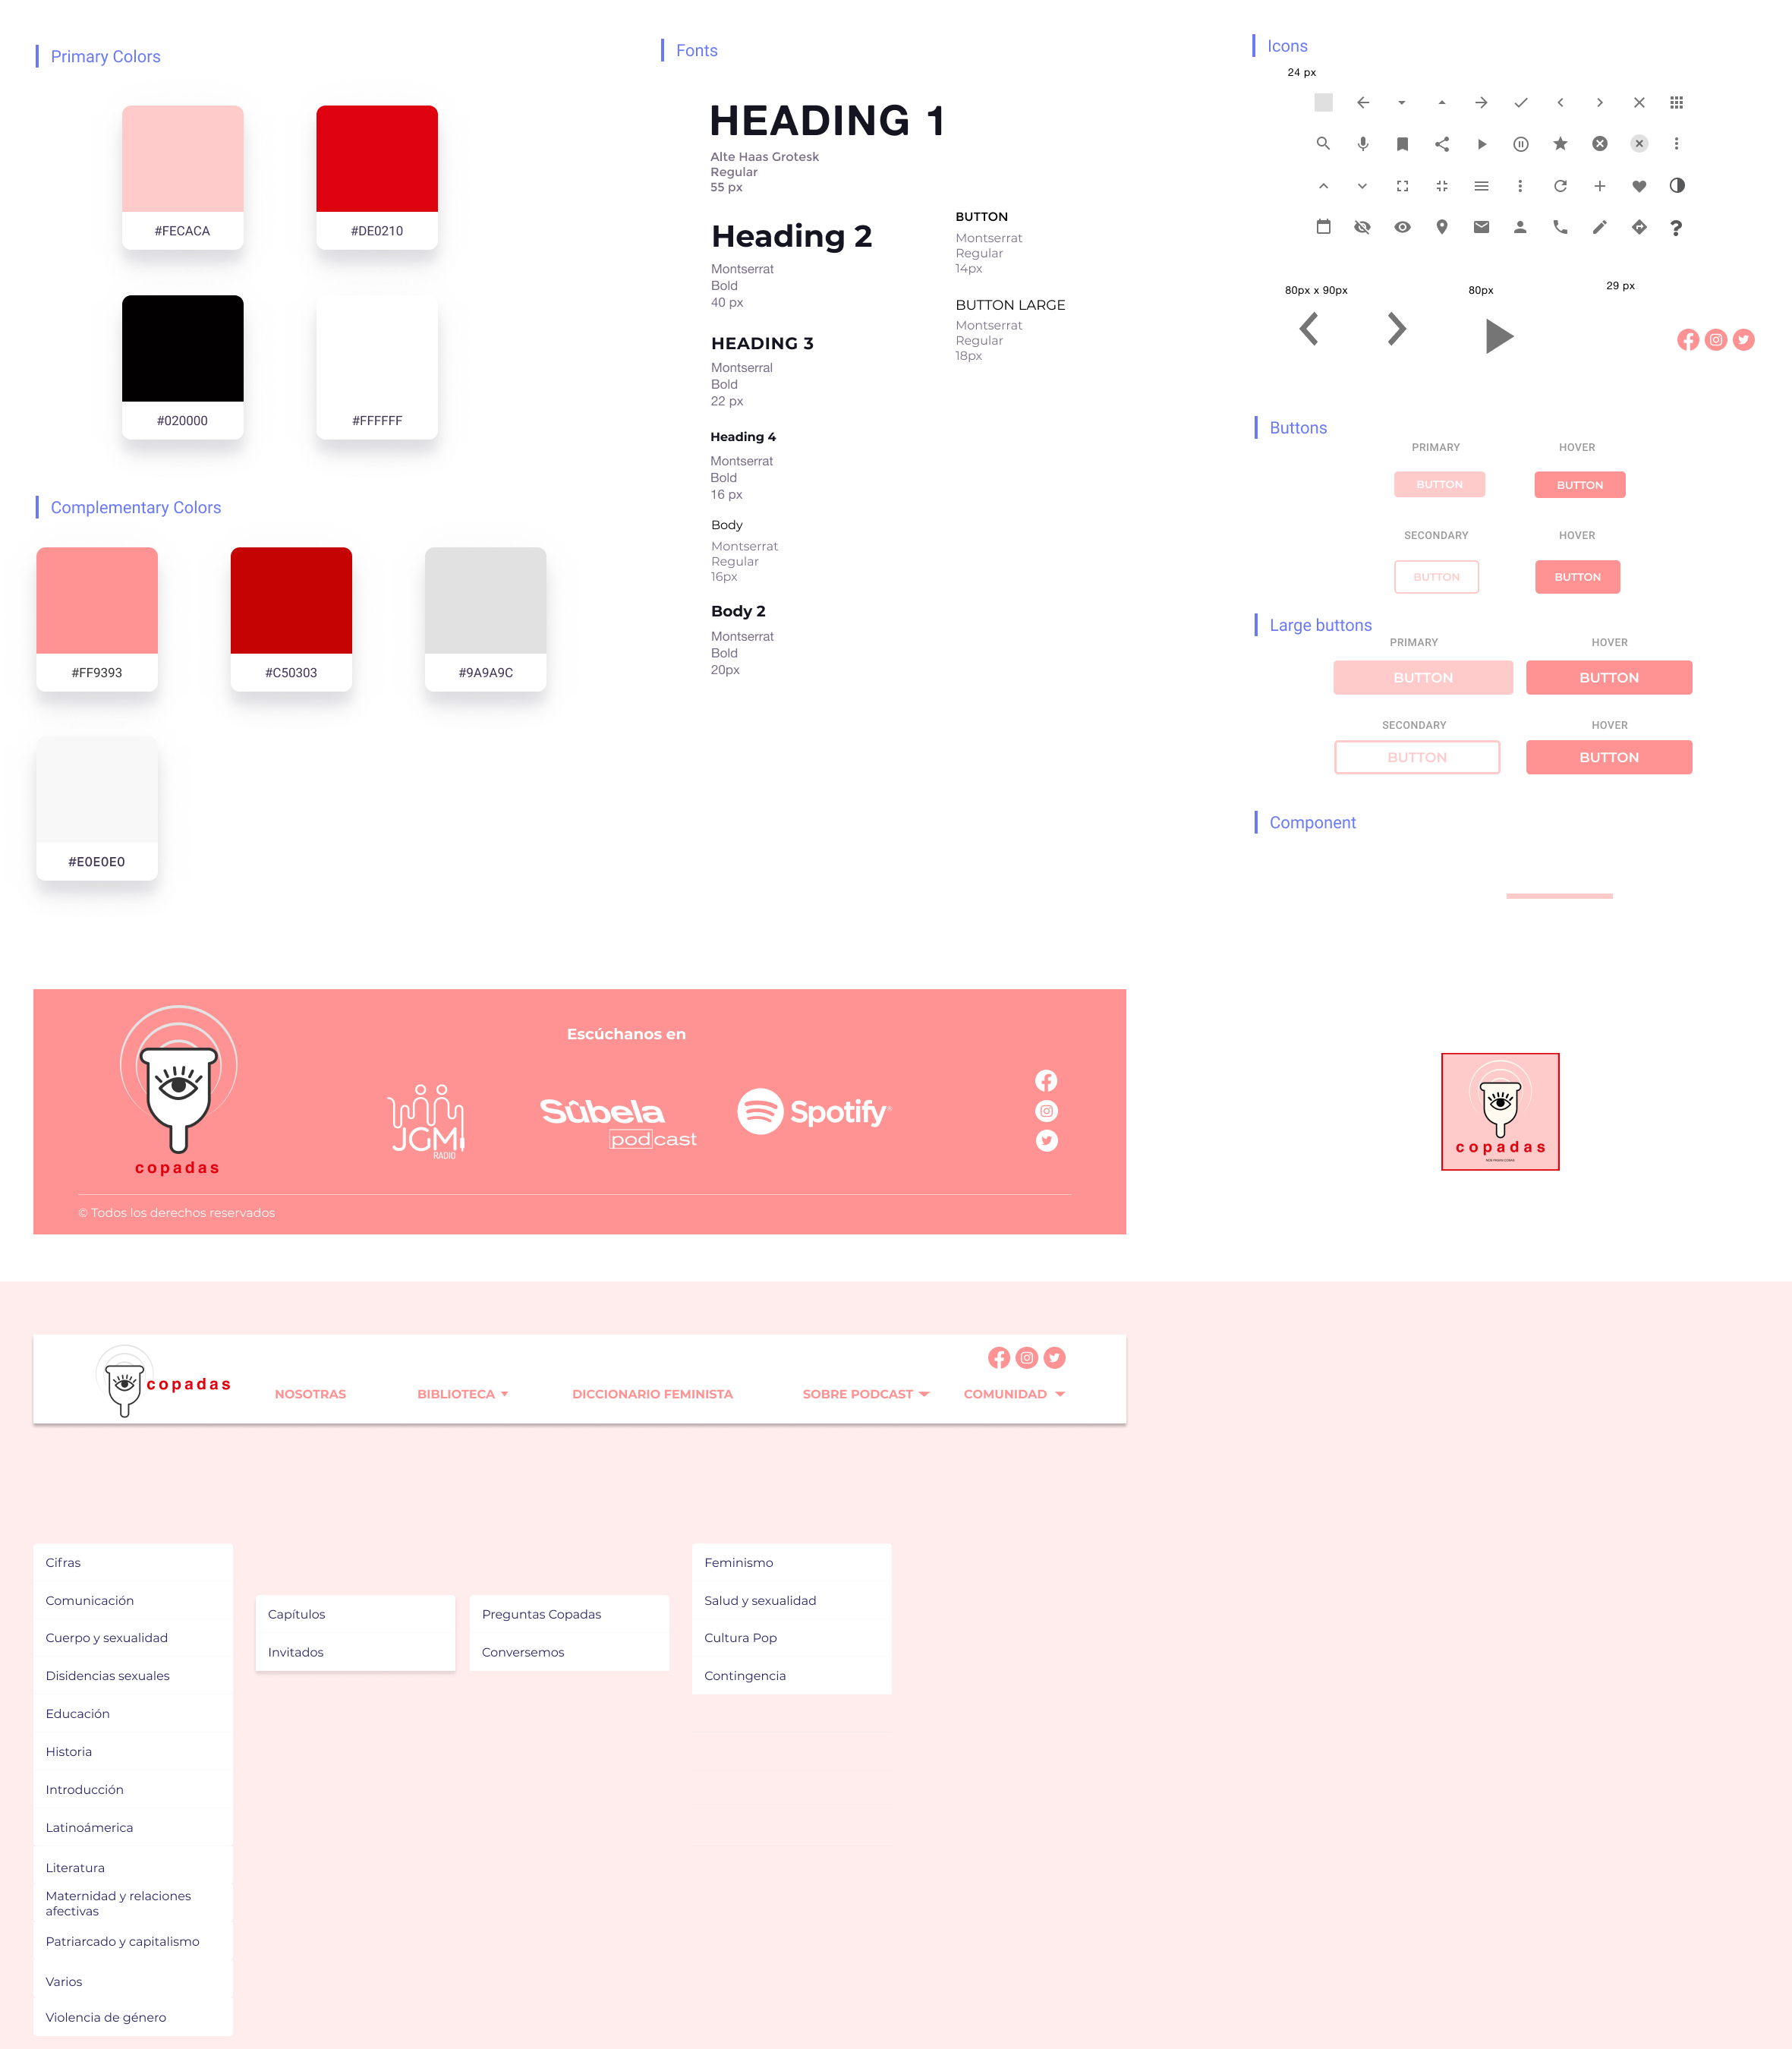 Primary Colors
#FECACA
#DE0210
#020000
#FFFFFF
Complementary Colors
#FF9393
#C50303
#9A9A9C
#E0E0E0
Fonts
HEADING 1
Alte Haas Grotesk
Regular
55 px
Heading 2
Montserrat
Bold
40 px
HEADING 3
Montserral
Bold
22 px
Heading 4
Montserrat
Bold
16 px
Body
Montserrat
Regular
16px
Body 2
Montserrat
Bold
20px
BUTTON
Montserrat
Regular
14px
BUTTON LARGE
Montserrat
Regular
18px
Icons
24 px
80px x 90px
80px
29 px
Buttons
PRIMARY
HOVER
BUTTON
BUTTON
SECONDARY
HOVER
BUTTON
BUTTON
Large buttons
PRIMARY
HOVER
BUTTON
BUTTON
SECONDARY
HOVER
BUTTON
BUTTON
Component
copadas
Escúchanos en
JGM
RADIO
Sûbela
podcast
Spotify
© Todos los derechos reservados
copadas
copadas
NOSOTRAS
BIBLIOTECA
DICCIONARIO FEMINISTA
SOBRE PODCAST
COMUNIDAD
Cifras
Comunicación
Cuerpo y sexualidad
Disidencias sexuales
Educación
Historia
Introducción
Latinoámerica
Literatura
Maternidad y relaciones
afectivas
Patriarcado y capitalismo
Varios
Violencia de género
Capítulos
Invitados
Preguntas Copadas
Conversemos
Feminismo
Salud y sexualidad
Cultura Pop
Contingencia